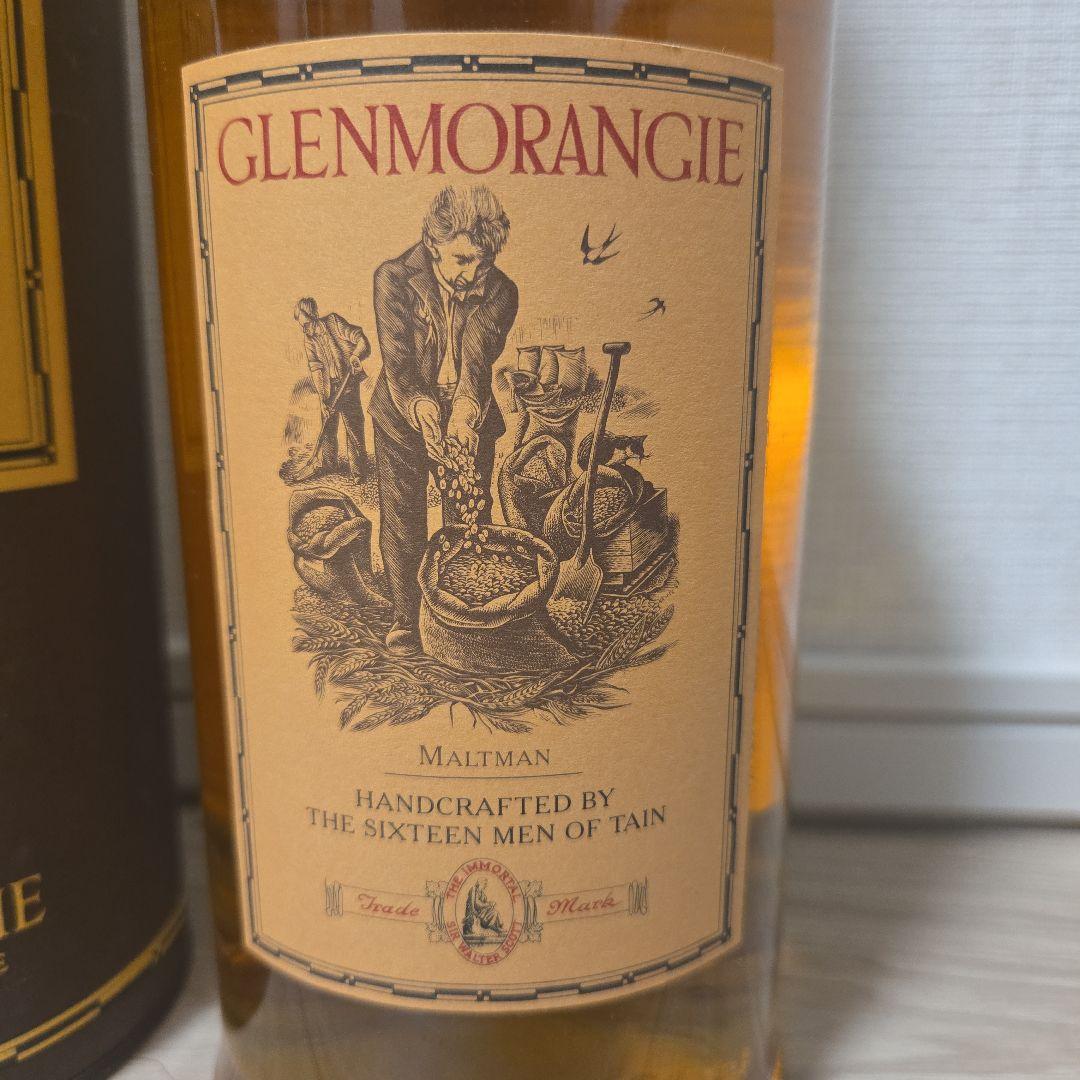 GLENMORANGIE
MALTMAN
HANDCRAFTED BY
THE SIXTEEN MEN OF TAIN
Trade Mark
THE IMMORTAL
SIR WALTER SCOTT
IE
E